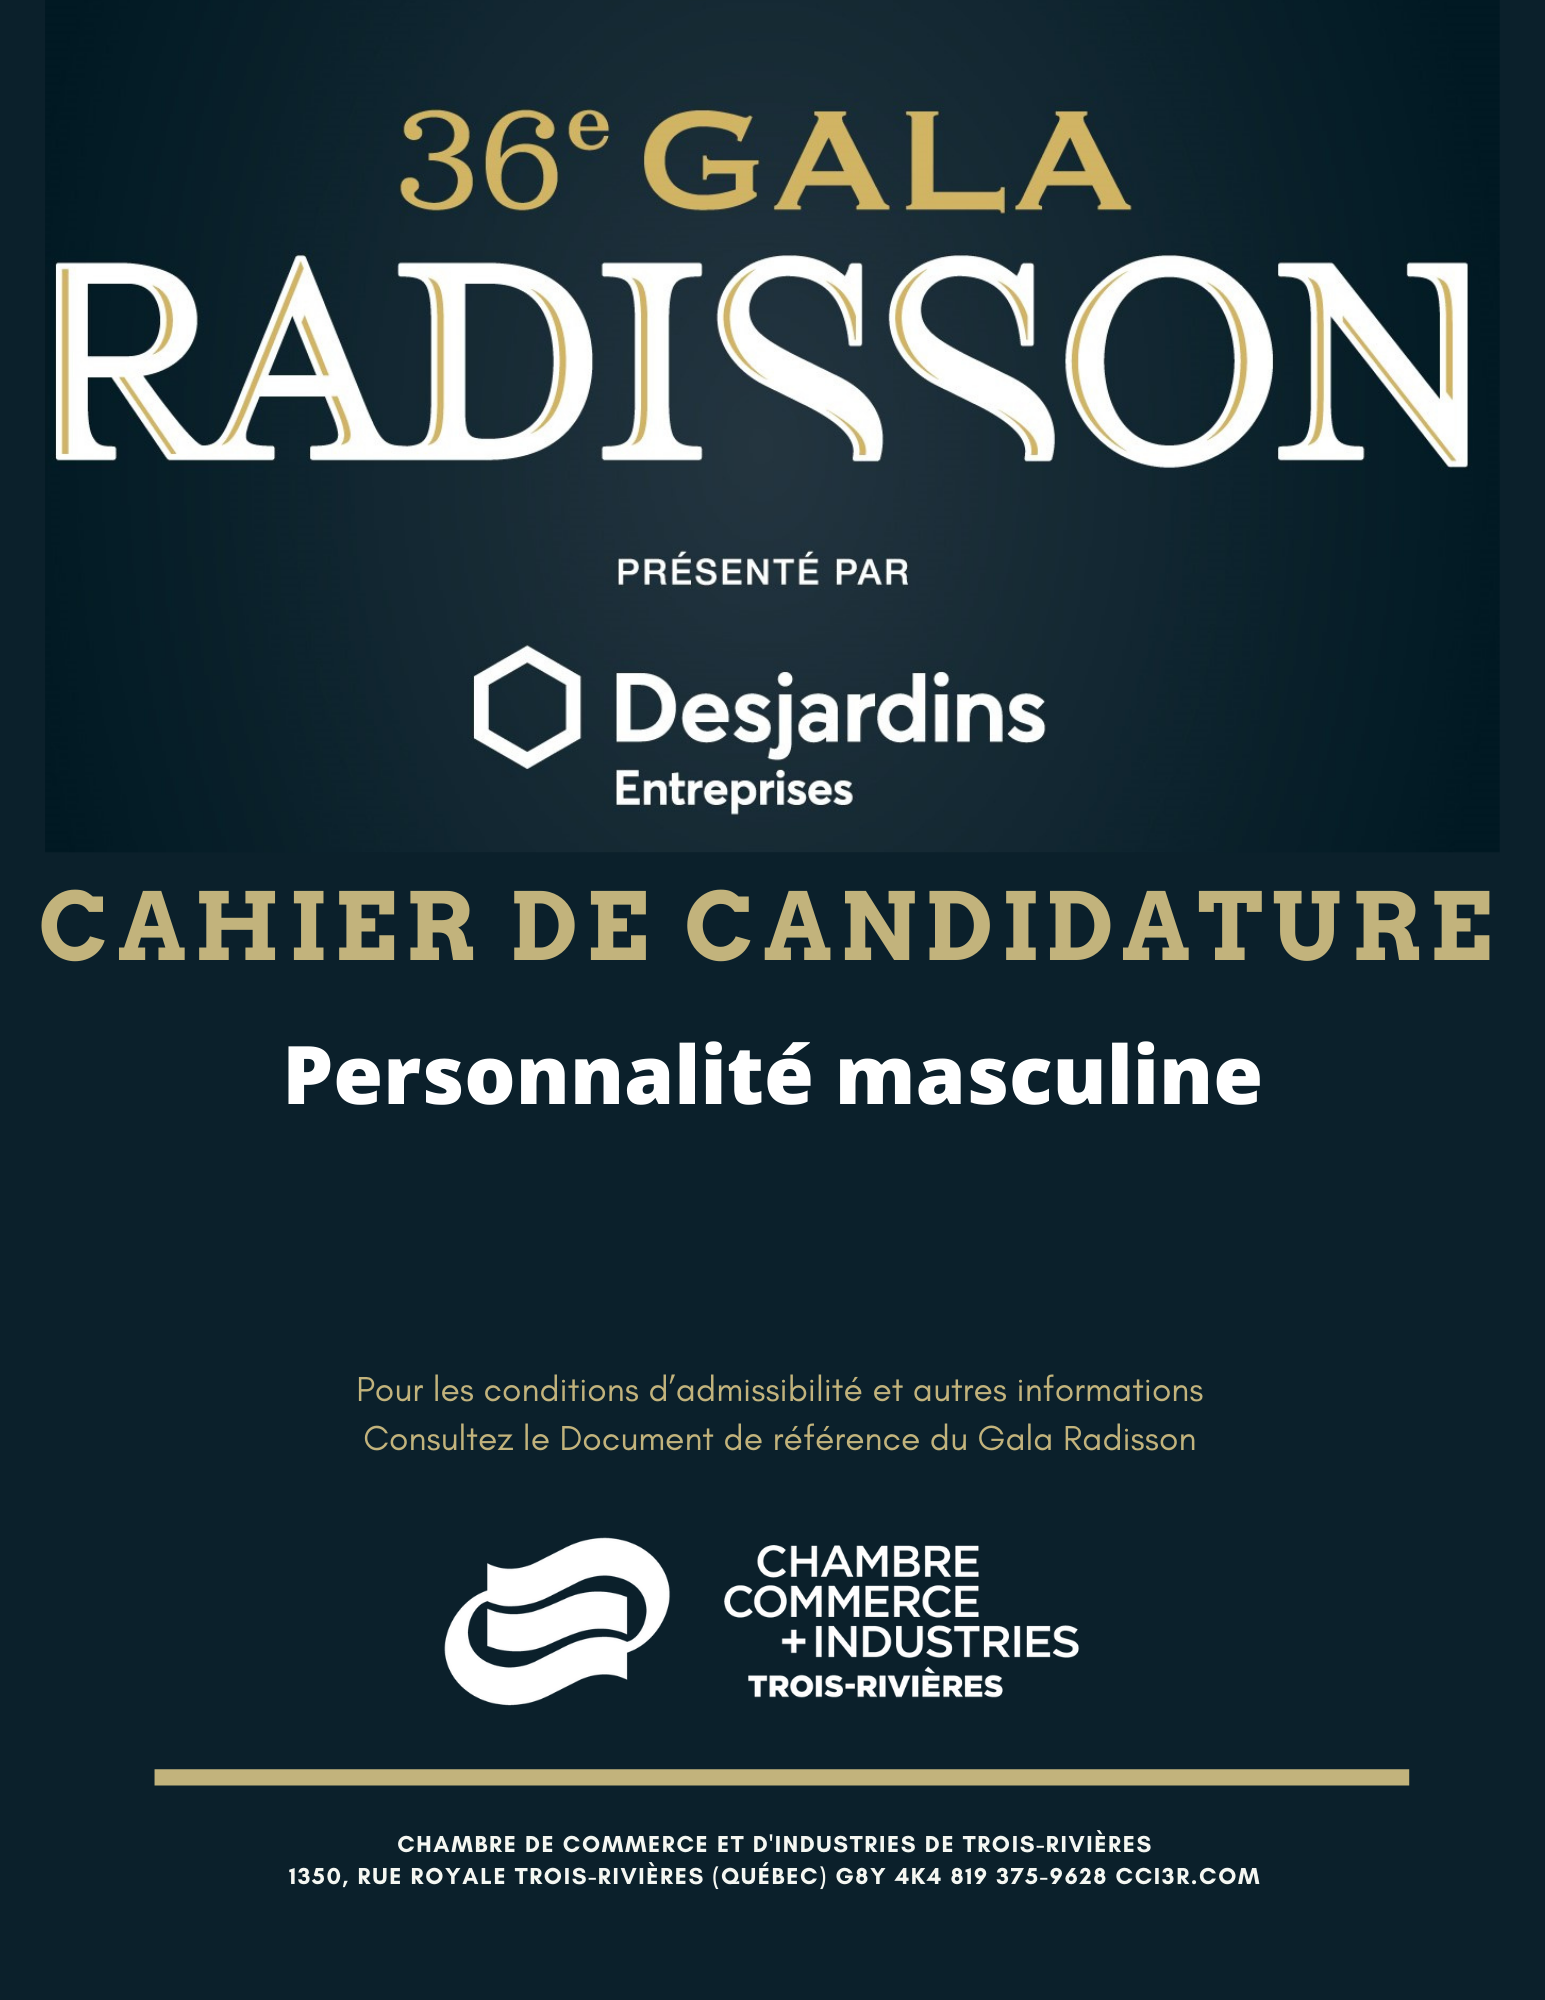 36e GALA
RADISSON
PRÉSENTÉ PAR
Desjardins
Entreprises
CAHIER DE CANDIDATURE
Personnalité masculine
Pour les conditions d’admissibilité et autres informations
Consultez le Document de référence du Gala Radisson
CHAMBRE
COMMERCE
+INDUSTRIES
TROIS-RIVIÈRES
CHAMBRE DE COMMERCE ET D'INDUSTRIES DE TROIS-RIVIÈRES
1350, RUE ROYALE TROIS-RIVIÈRES (QUÉBEC) G8Y 4K4 819 375-9628 CCI3R.COM